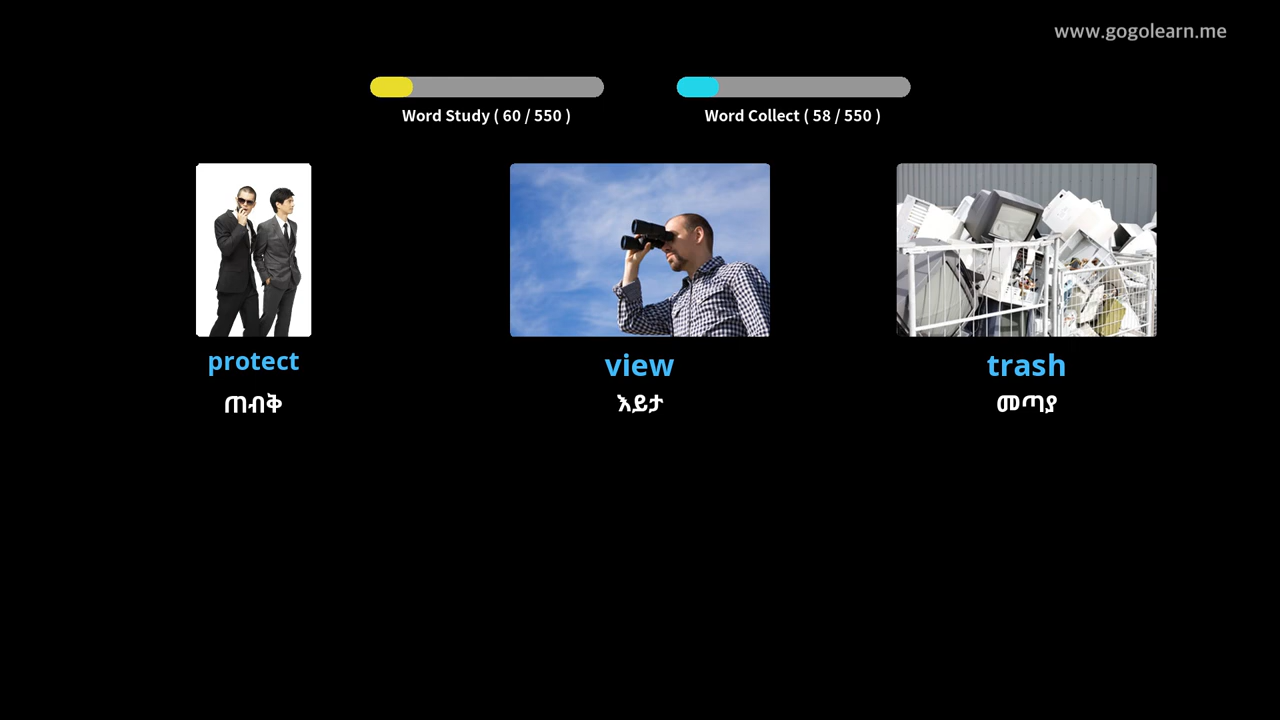 www.gogolearn.me
Word Study ( 60 / 550 )
Word Collect ( 58 / 550 )
protect
view
trash
ጠብቅ
እይታ
መጣያ